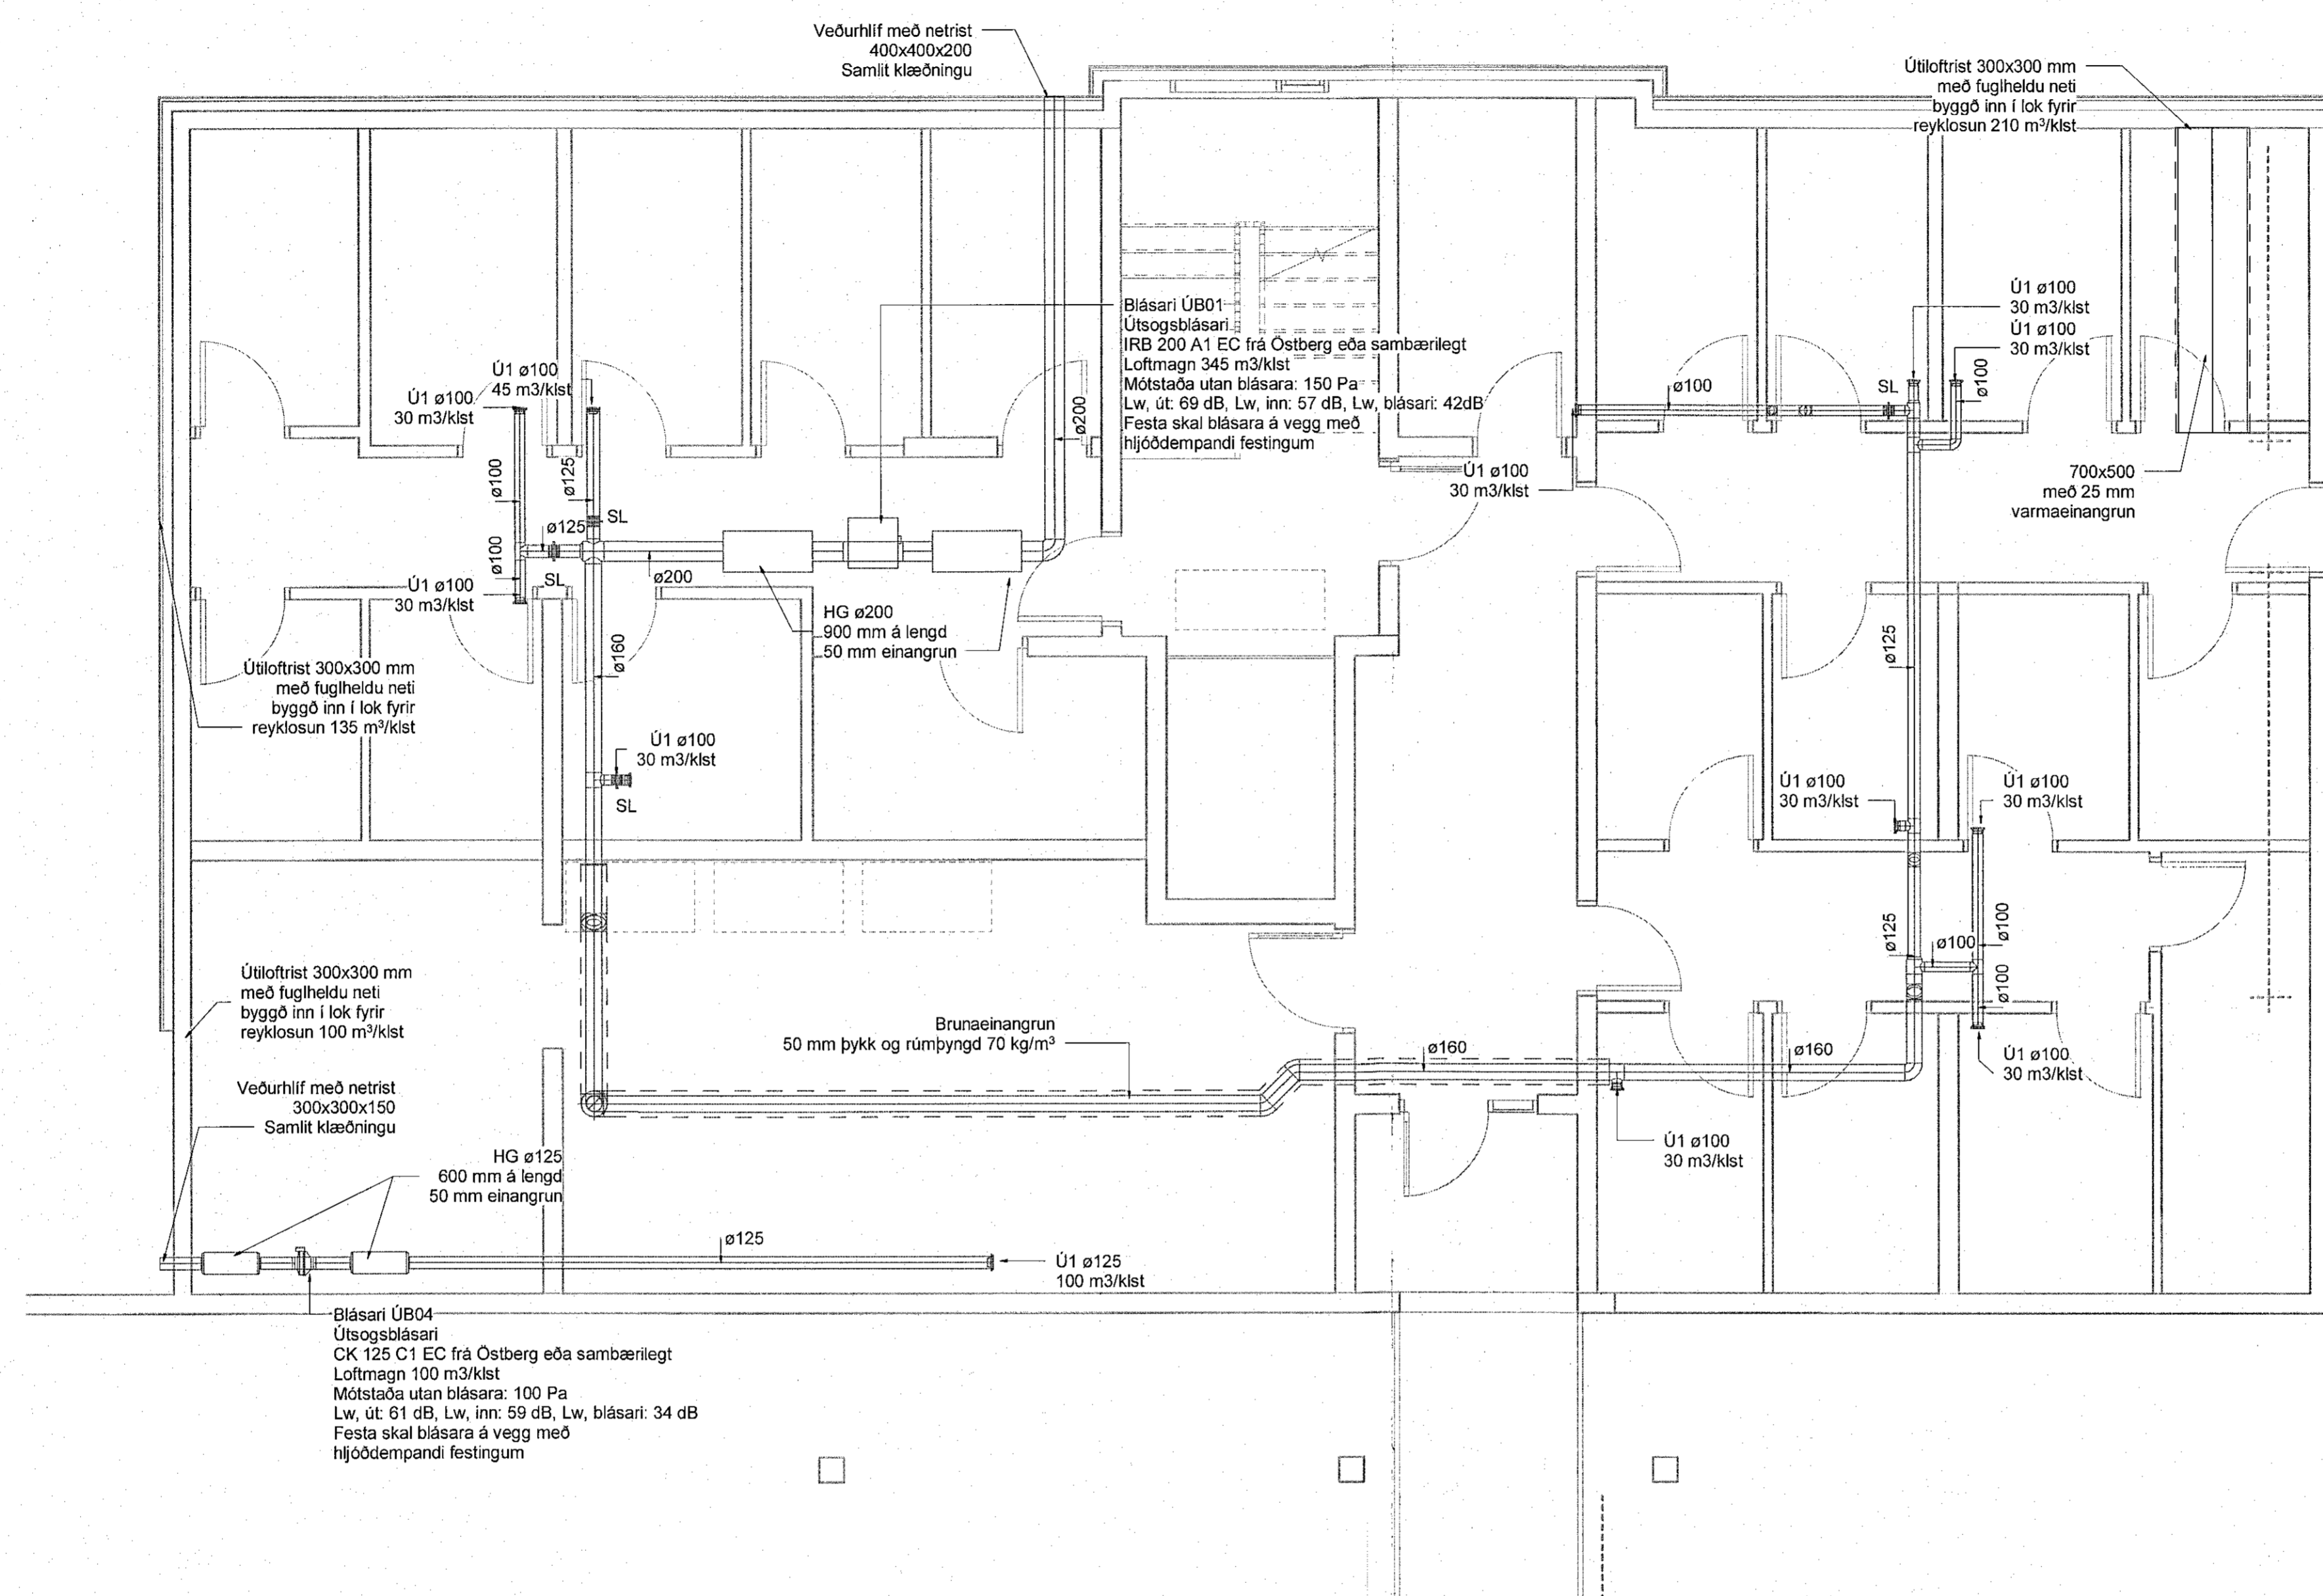 Veðurhlíf með netrist
400x400x200
Samlit klæðningu
Útiloftrist 300x300 mm
með fuglheldu neti
byggð inn í lok fyrir
reyklosun 210 m³/klst
Blásari ÚB01
Útsogsblásari
IRB 200 A1 EC frá Östberg eða sambærilegt
Loftmagn 345 m3/klst
Mótstaða utan blásara: 150 Pa
Lw, út: 69 dB, Lw, inn: 57 dB, Lw, blásari: 42dB
Festa skal blásara á vegg með
hljóðdempandi festingum
Ú1 ø100
30 m3/klst
Ú1 ø100
30 m3/klst
Ú1 ø100
45 m3/klst
Ú1 ø100
30 m3/klst
ø100
SL
ø100
ø200
Ú1 ø100
30 m3/klst
700x500
með 25 mm
varmaeinangrun
ø100
ø125
SL
ø125
ø100
SL
ø200
Ú1 ø100
30 m3/klst
HG ø200
900 mm á lengd
50 mm einangrun
ø160
ø125
Útiloftrist 300x300 mm
með fuglheldu neti
byggð inn í lok fyrir
reyklosun 135 m³/klst
Ú1 ø100
30 m3/klst
SL
Ú1 ø100
30 m3/klst
Ú1 ø100
30 m3/klst
ø125
ø100
ø100
ø100
Útiloftrist 300x300 mm
með fuglheldu neti
byggð inn í lok fyrir
reyklosun 100 m³/klst
Brunaeinangrun
50 mm þykk og rúmþyngd 70 kg/m³
ø160
ø160
Ú1 ø100
30 m3/klst
Veðurhlíf með netrist
300x300x150
Samlit klæðningu
Ú1 ø100
30 m3/klst
HG ø125
600 mm á lengd
50 mm einangrun
ø125
Ú1 ø125
100 m3/klst
Blásari ÚB04
Útsogsblásari
CK 125 C1 EC frá Östberg eða sambærilegt
Loftmagn 100 m3/klst
Mótstaða utan blásara: 100 Pa
Lw, út: 61 dB, Lw, inn: 59 dB, Lw, blásari: 34 dB
Festa skal blásara á vegg með
hljóðdempandi festingum